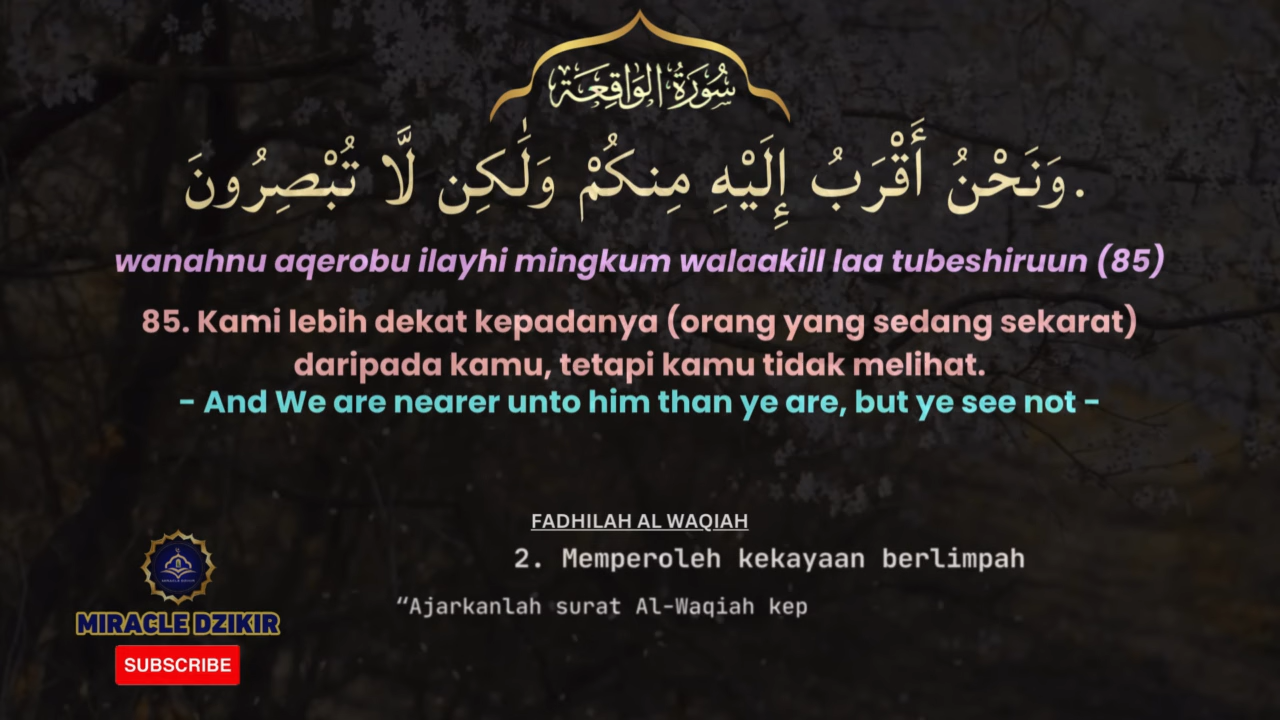 سُورَةُ الوَاقِعَة
وَنَحْنُ أَقْرَبُ إِلَيْهِ مِنكُمْ وَلَٰكِن لَّا تُبْصِرُونَ.
wanahnu aqerobu ilayhi mingkum walaakill laa tubeshiruun (85)
85. Kami lebih dekat kepadanya (orang yang sedang sekarat)
daripada kamu, tetapi kamu tidak melihat.
- And We are nearer unto him than ye are, but ye see not -
FADHILAH AL WAQIAH
2. Memperoleh kekayaan berlimpah
“Ajarkanlah surat Al-Waqiah kep
MIRACLE DZIKIR
MIRACLE DZIKIR
SUBSCRIBE